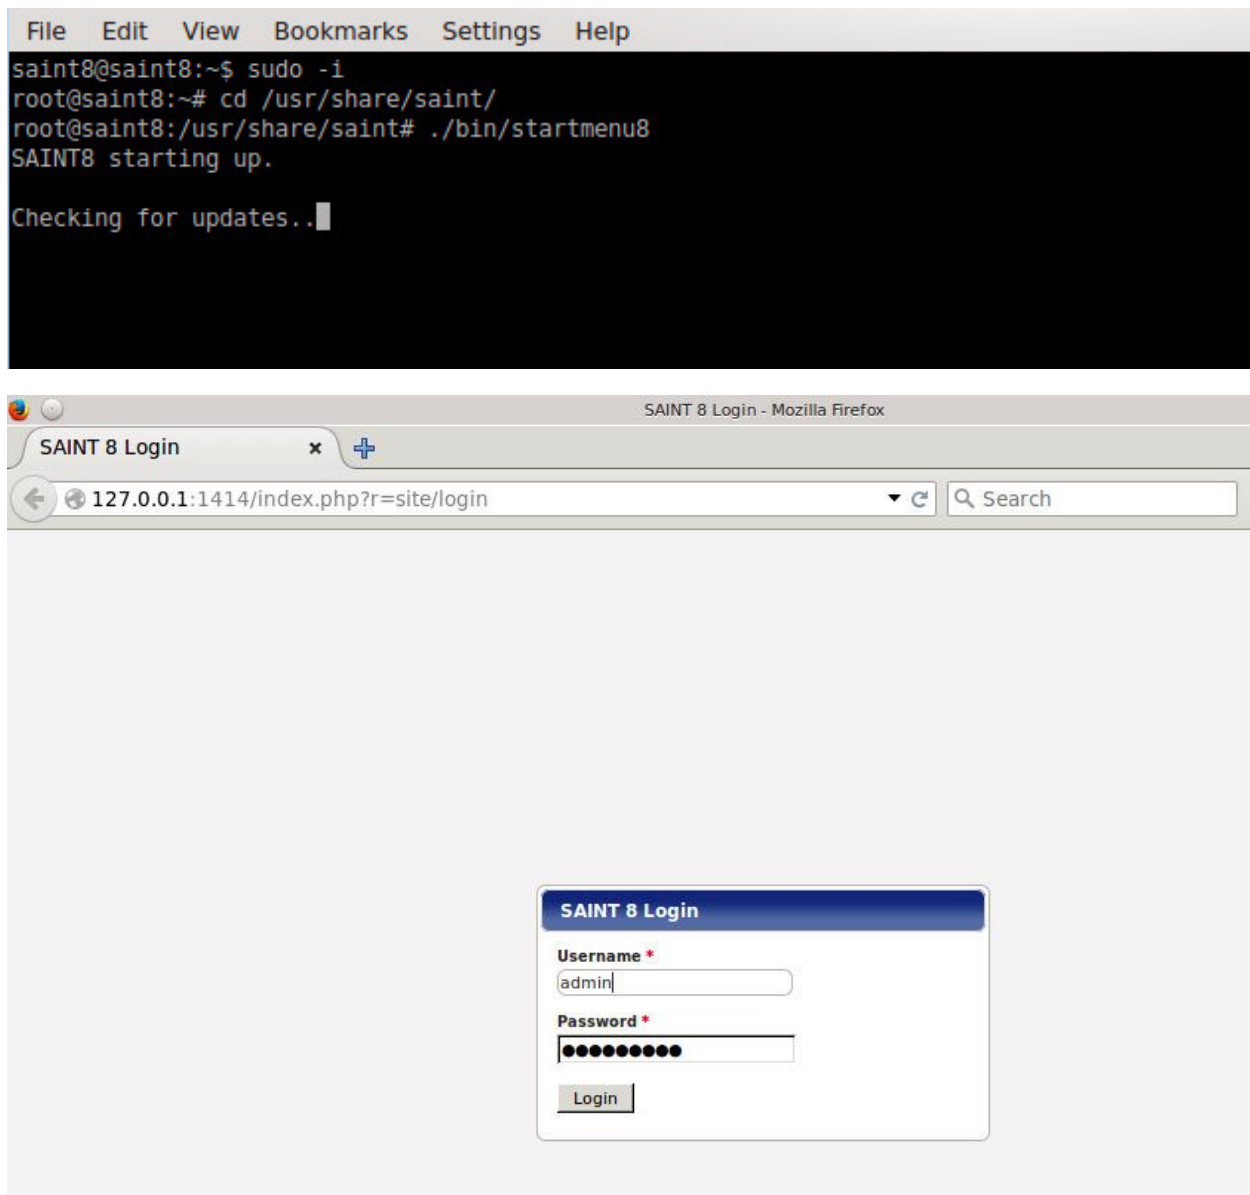 File Edit View Bookmarks Settings Help
saint8@saint8:~$ sudo -i
root@saint8:~# cd /usr/share/saint/
root@saint8:/usr/share/saint# ./bin/startmenu8
SAINT8 starting up.
Checking for updates..
SAINT 8 Login - Mozilla Firefox
SAINT 8 Login
127.0.0.1:1414/index.php?r=site/login
Search
SAINT 8 Login
Username *
admin
Password *
●●●●●●●●●
Login